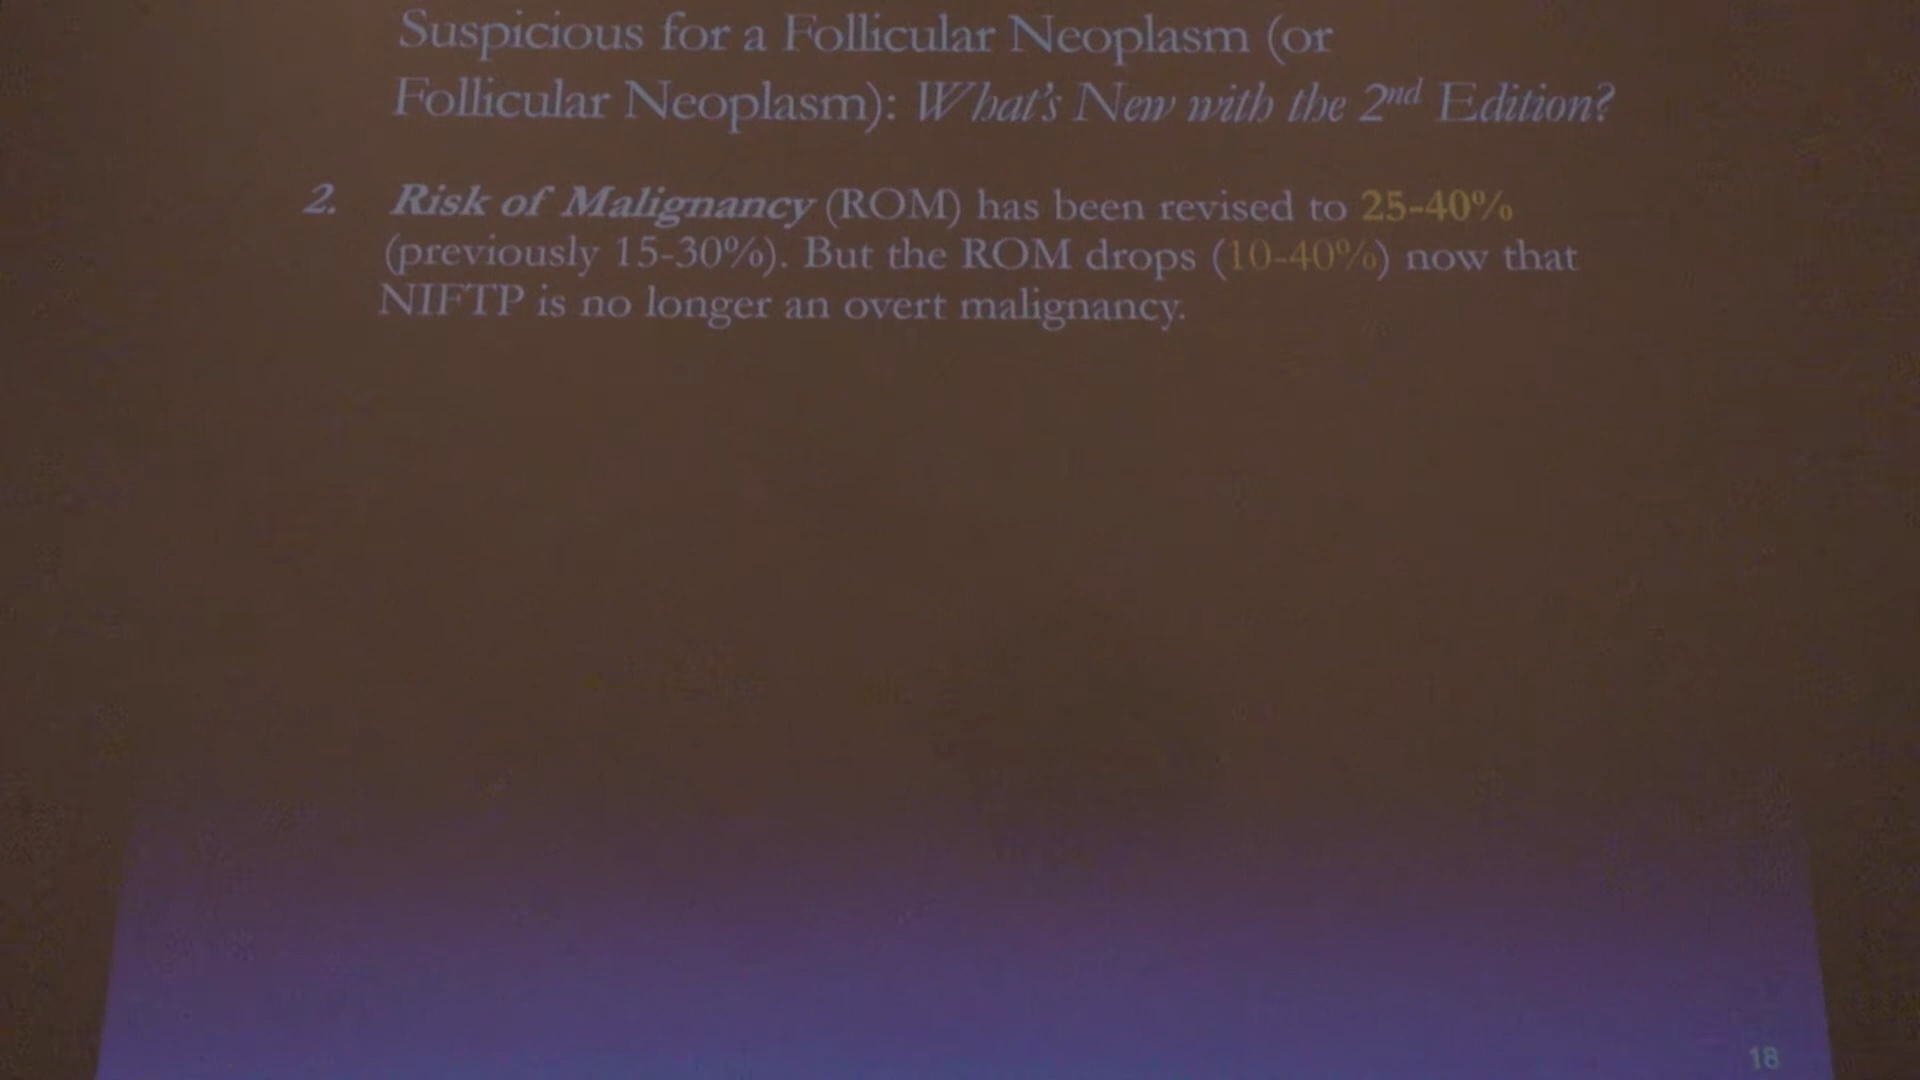 Suspicious for a Follicular Neoplasm (or
Follicular Neoplasm): What's New with the 2nd Edition?
2. Risk of Malignancy (ROM) has been revised to 25-40%
(previously 15-30%). But the ROM drops (10-40%) now that
NIFTP is no longer an overt malignancy.
18